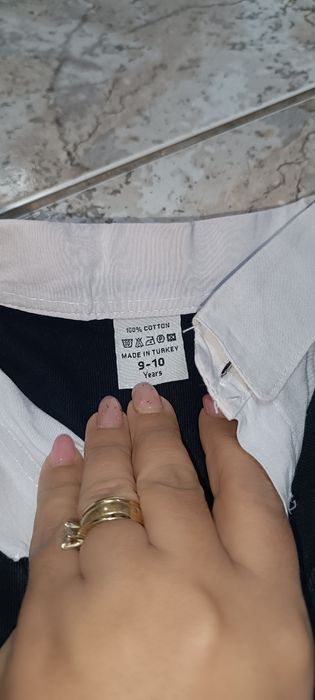 100% COTTON
MADE IN TURKEY
9-10
Years